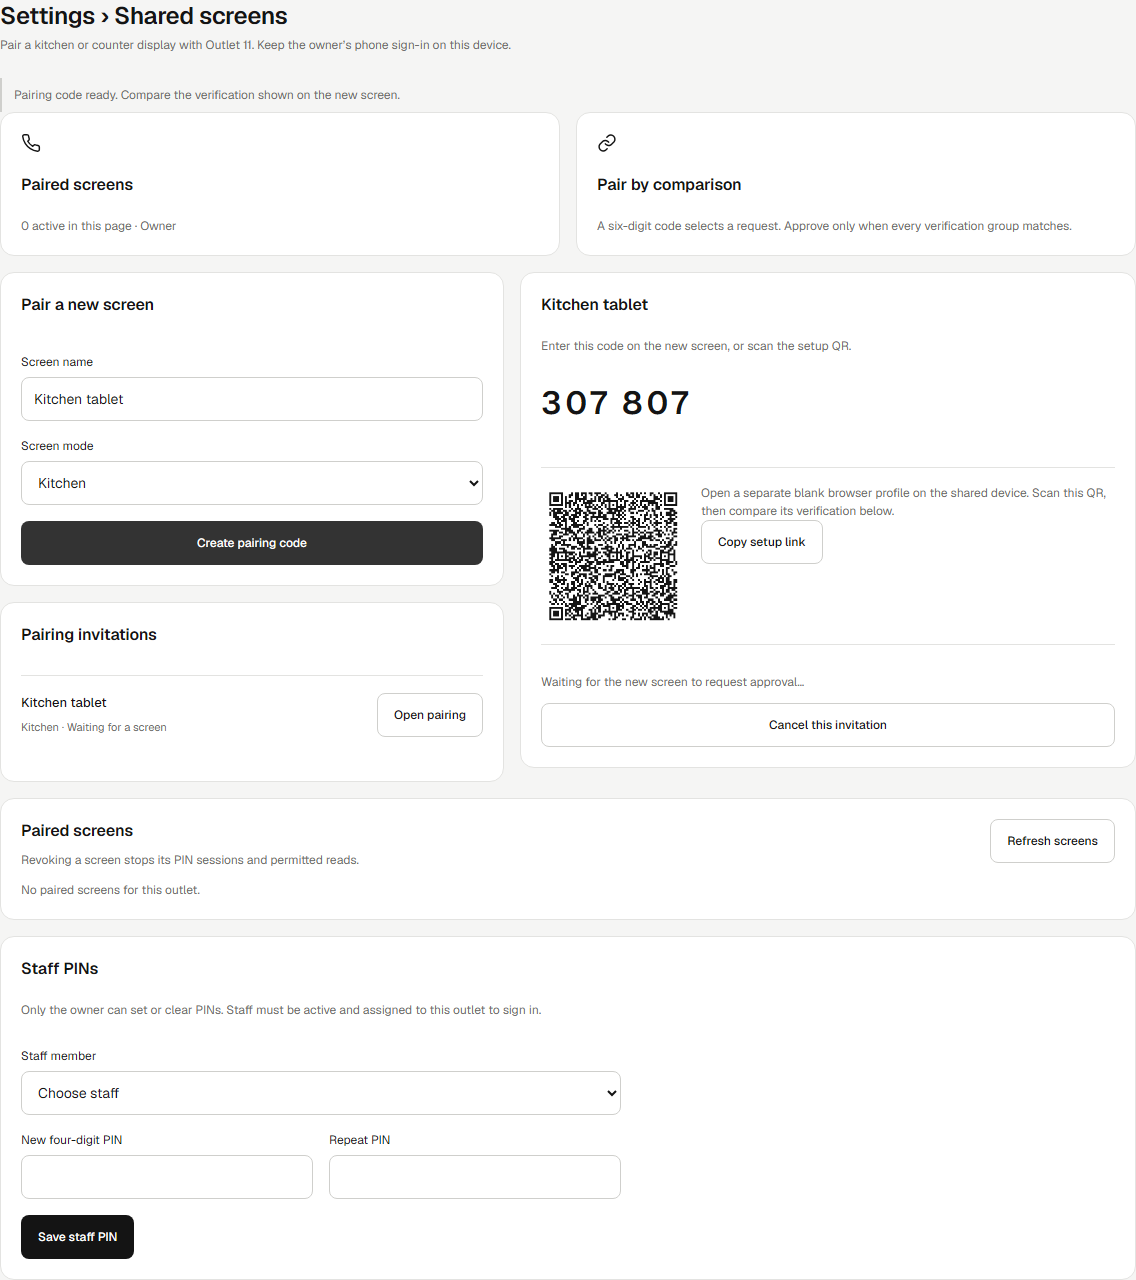 Settings › Shared screens
Pair a kitchen or counter display with Outlet 11. Keep the owner's phone sign-in on this device.
Pairing code ready. Compare the verification shown on the new screen.
Paired screens
0 active in this page · Owner
Pair by comparison
A six-digit code selects a request. Approve only when every verification group matches.
Pair a new screen
Screen name
Kitchen tablet
Screen mode
Kitchen
Create pairing code
Pairing invitations
Kitchen tablet
Kitchen · Waiting for a screen
Open pairing
Kitchen tablet
Enter this code on the new screen, or scan the setup QR.
307 807
Open a separate blank browser profile on the shared device. Scan this QR,
then compare its verification below.
Copy setup link
Waiting for the new screen to request approval…
Cancel this invitation
Paired screens
Revoking a screen stops its PIN sessions and permitted reads.
No paired screens for this outlet.
Refresh screens
Staff PINs
Only the owner can set or clear PINs. Staff must be active and assigned to this outlet to sign in.
Staff member
Choose staff
New four-digit PIN
Repeat PIN
Save staff PIN